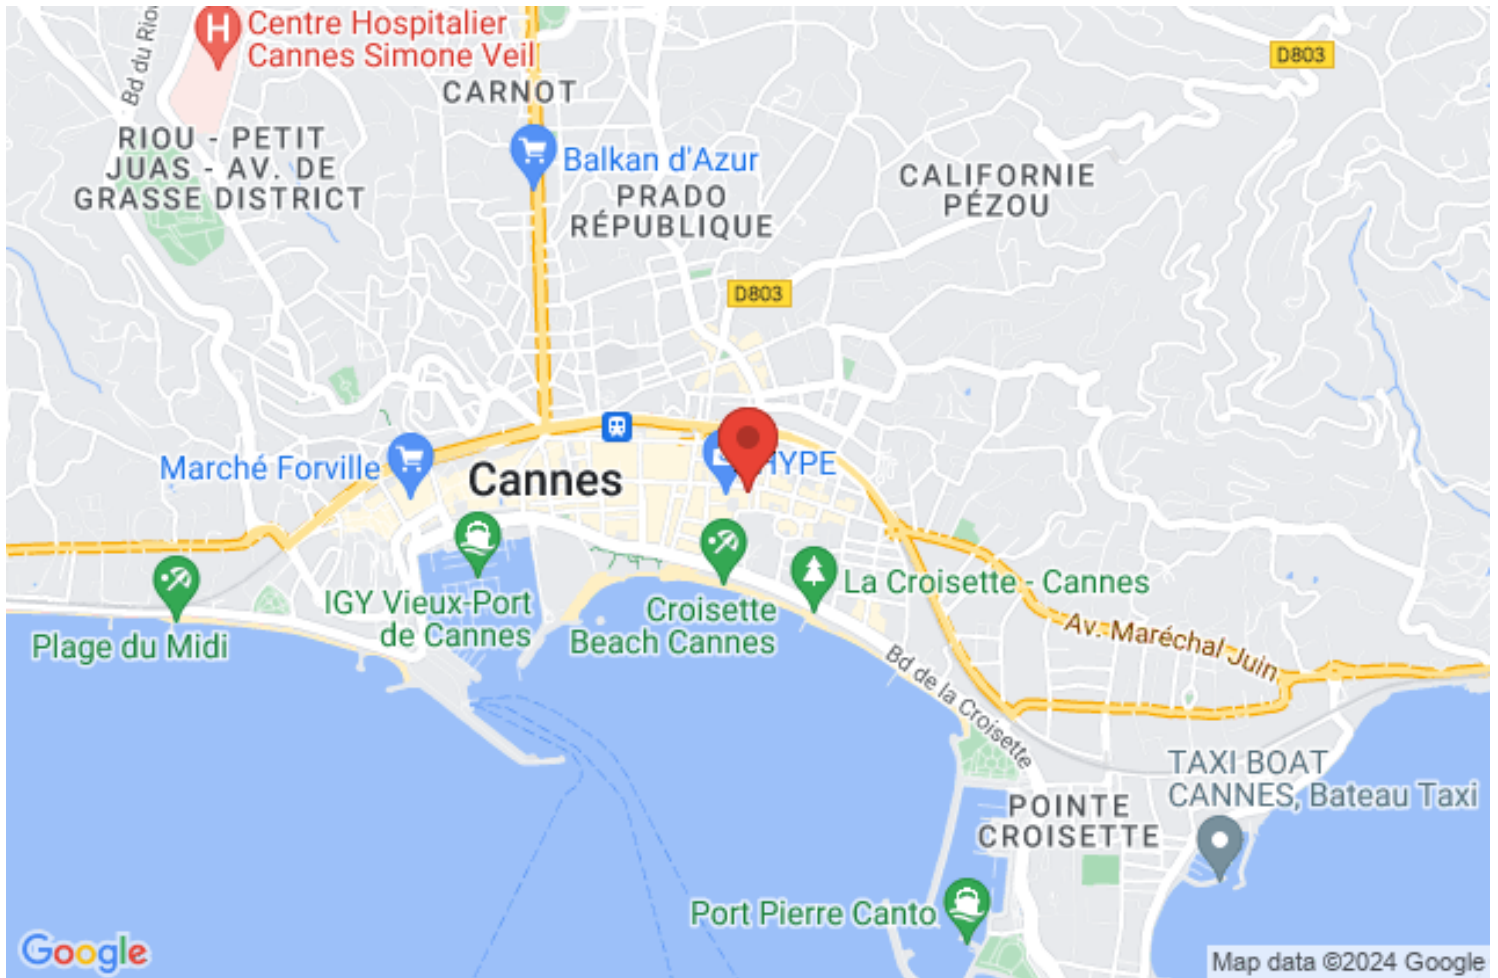 Centre Hospitalier
Cannes Simone Veil
Bd du Riou
D803
CARNOT
RIOU - PETIT
JUAS - AV. DE
GRASSE DISTRICT
Balkan d'Azur
PRADO
RÉPUBLIQUE
CALIFORNIE
PÉZOU
D803
Marché Forville
Cannes
HYPE
IGY Vieux-Port
de Cannes
Plage du Midi
Croisette
Beach Cannes
La Croisette - Cannes
Av. Maréchal Juin
Bd de la Croisette
TAXI BOAT
CANNES, Bateau Taxi
POINTE
CROISETTE
Port Pierre Canto
Google
Map data ©2024 Google